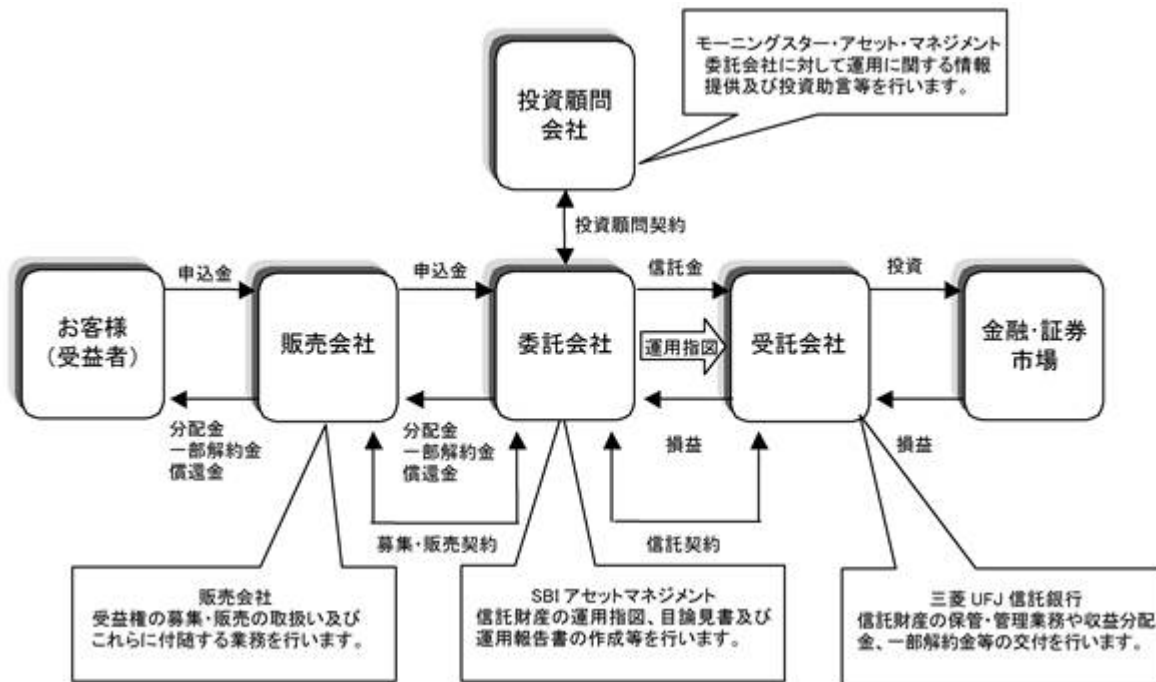 モーニングスター・アセット・マネジメント
委託会社に対して運用に関する情報
提供及び投資助言等を行います。
投資顧問
会社
投資顧問契約
申込金
申込金
信託金
投資
お客様
(受益者)
販売会社
委託会社
運用指図
受託会社
金融・証券
市場
分配金
一部解約金
償還金
分配金
一部解約金
償還金
損益
損益
募集・販売契約
信託契約
販売会社
受益権の募集・販売の取扱い及び
これらに付随する業務を行います。
SBI アセットマネジメント
信託財産の運用指図、目論見書及び
運用報告書の作成等を行います。
三菱 UFJ 信託銀行
信託財産の保管・管理業務や収益分配
金、一部解約金等の交付を行います。